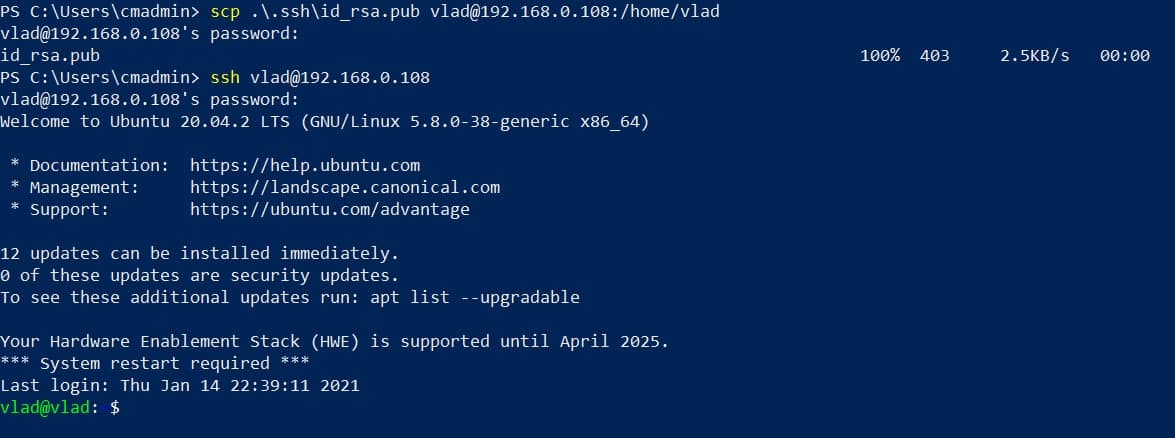 PS C:\Users\cmadmin> scp .\.ssh\id_rsa.pub vlad@192.168.0.108:/home/vlad
vlad@192.168.0.108's password:
id_rsa.pub 100% 403 2.5KB/s 00:00
PS C:\Users\cmadmin> ssh vlad@192.168.0.108
vlad@192.168.0.108's password:
Welcome to Ubuntu 20.04.2 LTS (GNU/Linux 5.8.0-38-generic x86_64)
* Documentation: https://help.ubuntu.com
* Management: https://landscape.canonical.com
* Support: https://ubuntu.com/advantage
12 updates can be installed immediately.
0 of these updates are security updates.
To see these additional updates run: apt list --upgradable
Your Hardware Enablement Stack (HWE) is supported until April 2025.
*** System restart required ***
Last login: Thu Jan 14 22:39:11 2021
vlad@vlad: $